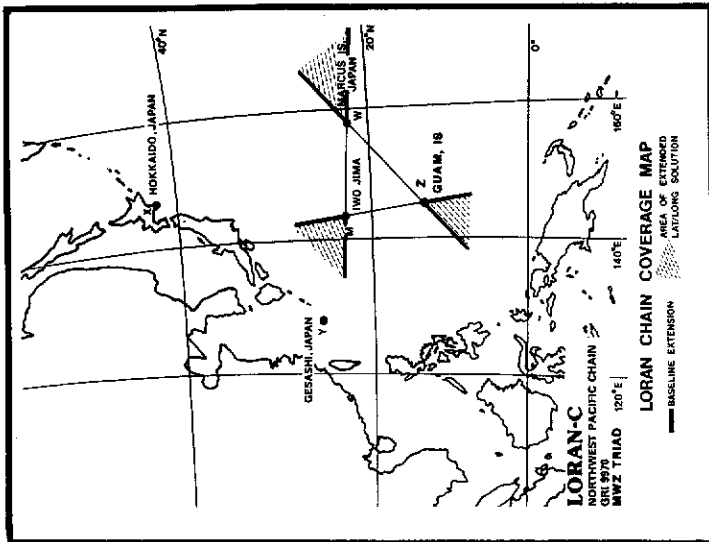 40°N
HOKKAIDO, JAPAN
X
MARCUS IS.
JAPAN
W
20°N
IWO JIMA
M
Z
GUAM, IS
GESASHI, JAPAN
Y
0°
160°E
140°E
120°E
LORAN-C
NORTHWEST PACIFIC CHAIN
GRI 9970
MWZ TRIAD
LORAN CHAIN COVERAGE MAP
BASELINE EXTENSION
AREA OF EXTENDED
LAT/LONG SOLUTION